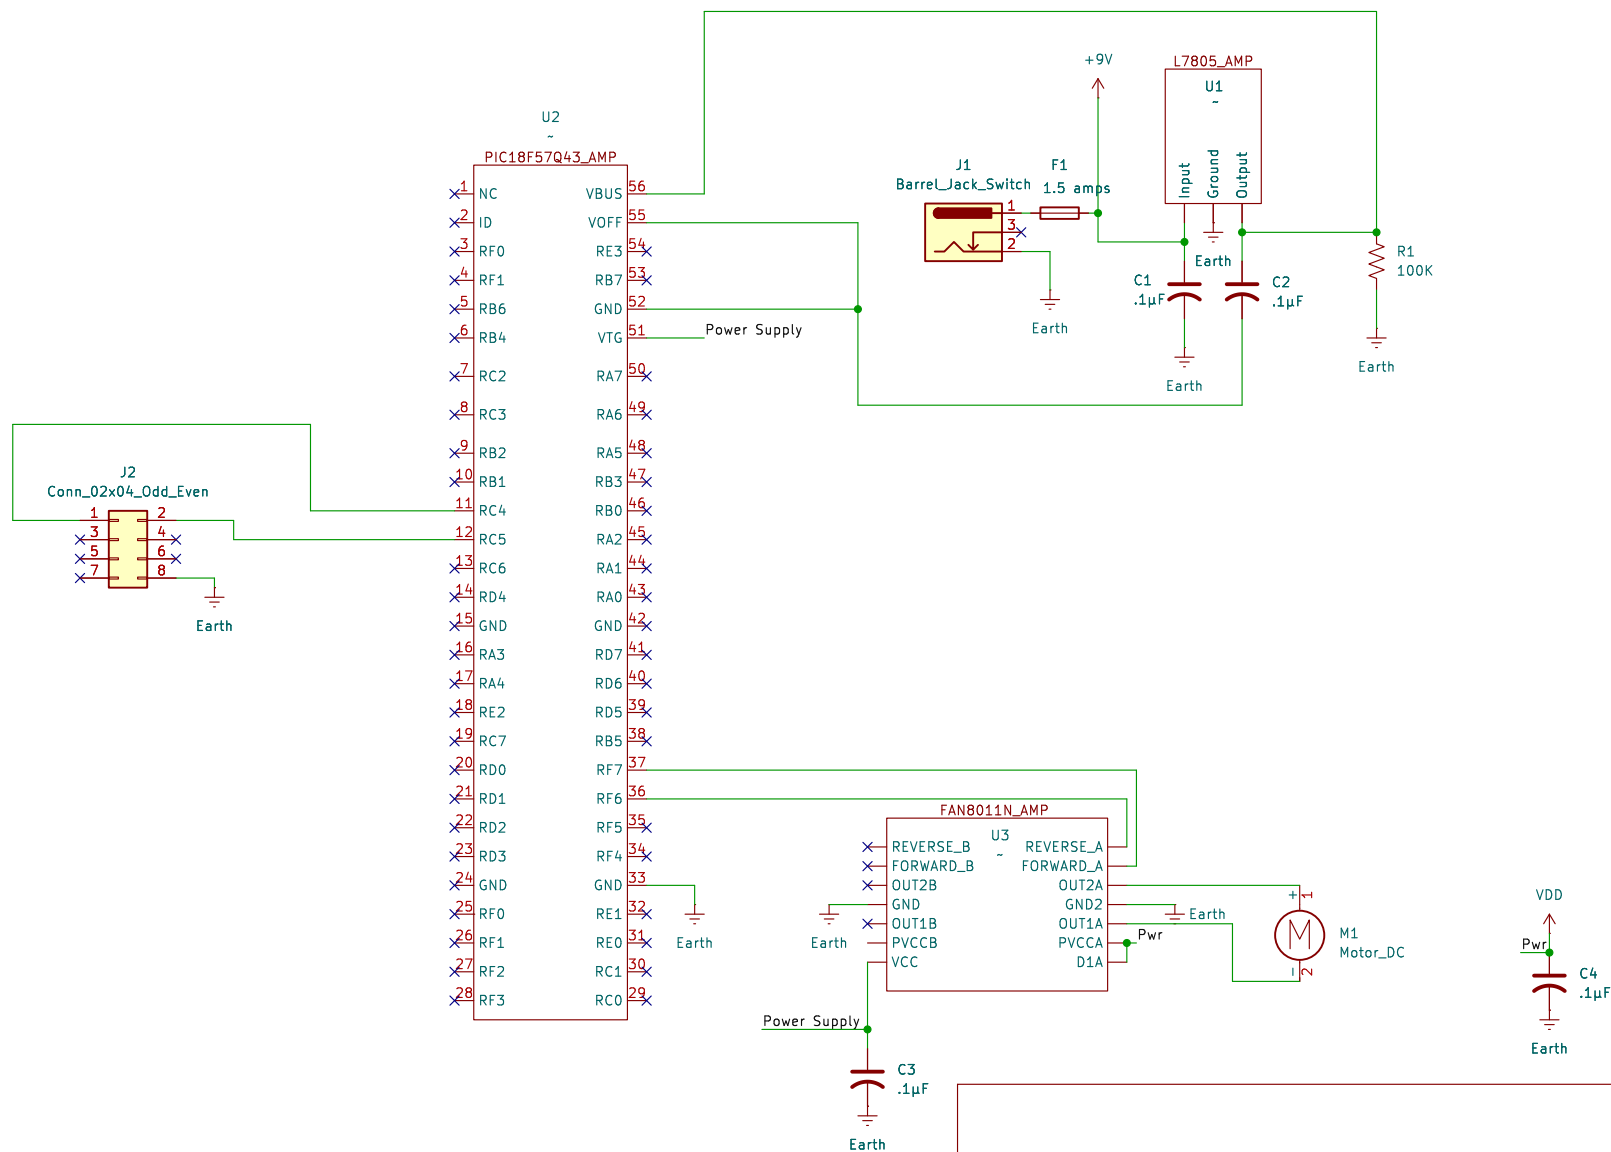 +9V
L7805_AMP
U1
~
Input
Ground
Output
Earth
U2
~
PIC18F57Q43_AMP
1 NC VBUS 56
2 ID VOFF 55
3 RF0 RE3 54
4 RF1 RB7 53
5 RB6 GND 52
6 RB4 VTG 51
7 RC2 RA7 50
8 RC3 RA6 49
9 RB2 RA5 48
10 RB1 RB3 47
11 RC4 RB0 46
12 RC5 RA2 45
13 RC6 RA1 44
14 RD4 RA0 43
15 GND GND 42
16 RA3 RD7 41
17 RA4 RD6 40
18 RE2 RD5 39
19 RC7 RB5 38
20 RD0 RF7 37
21 RD1 RF6 36
22 RD2 RF5 35
23 RD3 RF4 34
24 GND GND 33
25 RF0 RE1 32
26 RF1 RE0 31
27 RF2 RC1 30
28 RF3 RC0 29
Power Supply
Earth
J1
Barrel_Jack_Switch
1
3
2
Earth
F1
1.5 amps
C1
.1µF
Earth
C2
.1µF
R1
100K
Earth
J2
Conn_02x04_Odd_Even
1 2
3 4
5 6
7 8
Earth
FAN8011N_AMP
U3
~
REVERSE_B REVERSE_A
FORWARD_B FORWARD_A
OUT2B OUT2A
GND GND2
OUT1B OUT1A
PVCCB PVCCA
VCC D1A
Earth
Earth
Pwr
+ 1
M
- 2
M1
Motor_DC
Power Supply
C3
.1µF
Earth
VDD
Pwr
C4
.1µF
Earth